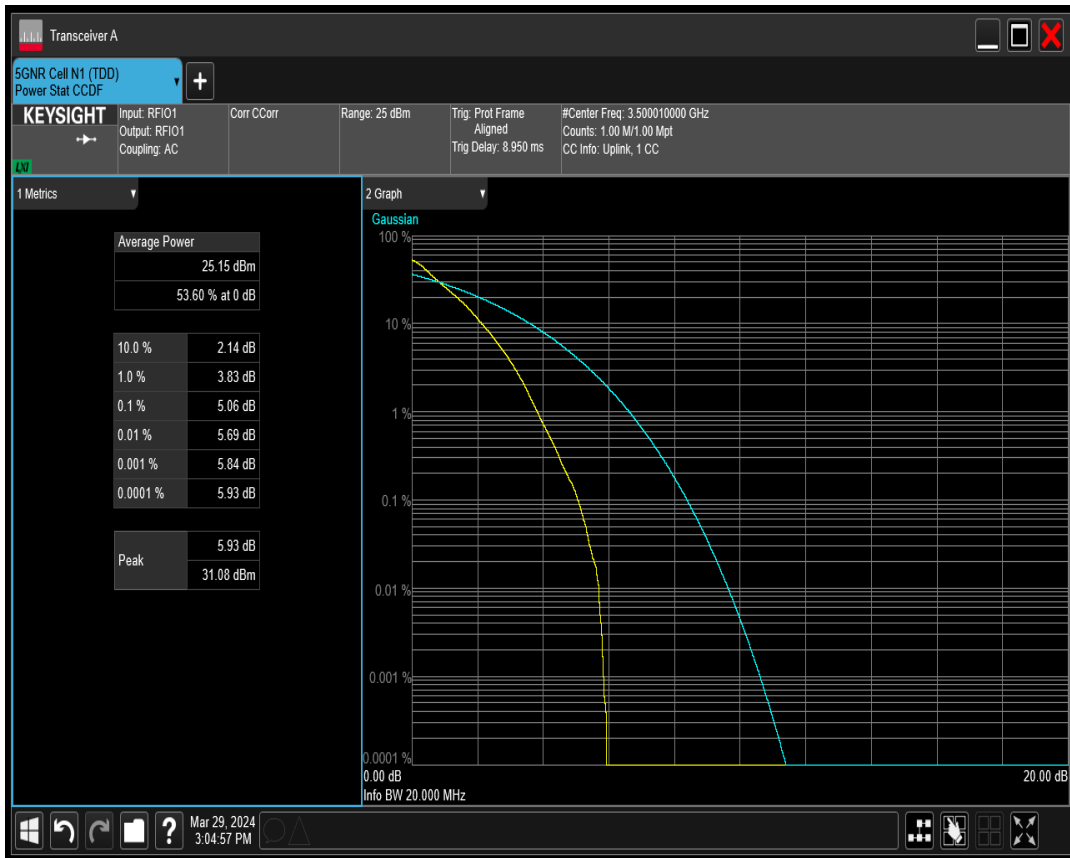 Transceiver A
5GNR Cell N1 (TDD)
Power Stat CCDF
+
KEYSIGHT
LXI
Input: RFIO1
Output: RFIO1
Coupling: AC
Corr CCorr
Range: 25 dBm
Trig: Prot Frame
Aligned
Trig Delay: 8.950 ms
#Center Freq: 3.500010000 GHz
Counts: 1.00 M/1.00 Mpt
CC Info: Uplink, 1 CC
1 Metrics
Average Power
25.15 dBm
53.60 % at 0 dB
10.0 % 2.14 dB
1.0 % 3.83 dB
0.1 % 5.06 dB
0.01 % 5.69 dB
0.001 % 5.84 dB
0.0001 % 5.93 dB
Peak
5.93 dB
31.08 dBm
2 Graph
Gaussian
100 %
10 %
1 %
0.1 %
0.01 %
0.001 %
0.0001 %
0.00 dB 20.00 dB
Info BW 20.000 MHz
?
Mar 29, 2024
3:04:57 PM